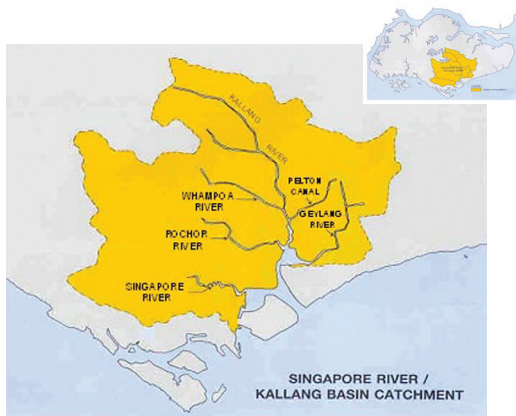 KALLANG
RIVER
PELTON
CANAL
WHAMPOA
RIVER
GEYLANG
RIVER
ROCHOR
RIVER
SINGAPORE
RIVER
SINGAPORE RIVER /
KALLANG BASIN CATCHMENT